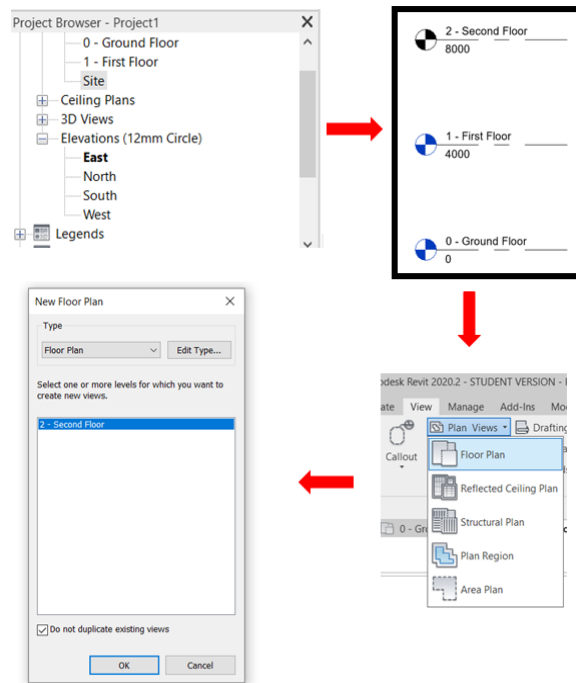 Project Browser - Project1
0 - Ground Floor
1 - First Floor
Site
Ceiling Plans
3D Views
Elevations (12mm Circle)
East
North
South
West
Legends
2 - Second Floor
8000
1 - First Floor
4000
0 - Ground Floor
0
New Floor Plan
Type
Floor Plan
Edit Type...
Select one or more levels for which you want to
create new views.
2 - Second Floor
Do not duplicate existing views
OK
Cancel
odesk Revit 2020.2 - STUDENT VERSION -
ate View Manage Add-Ins Mo
Callout
Plan Views Drafting
Floor Plan
Reflected Ceiling Plan
Structural Plan
0 - Gr
Plan Region
Area Plan